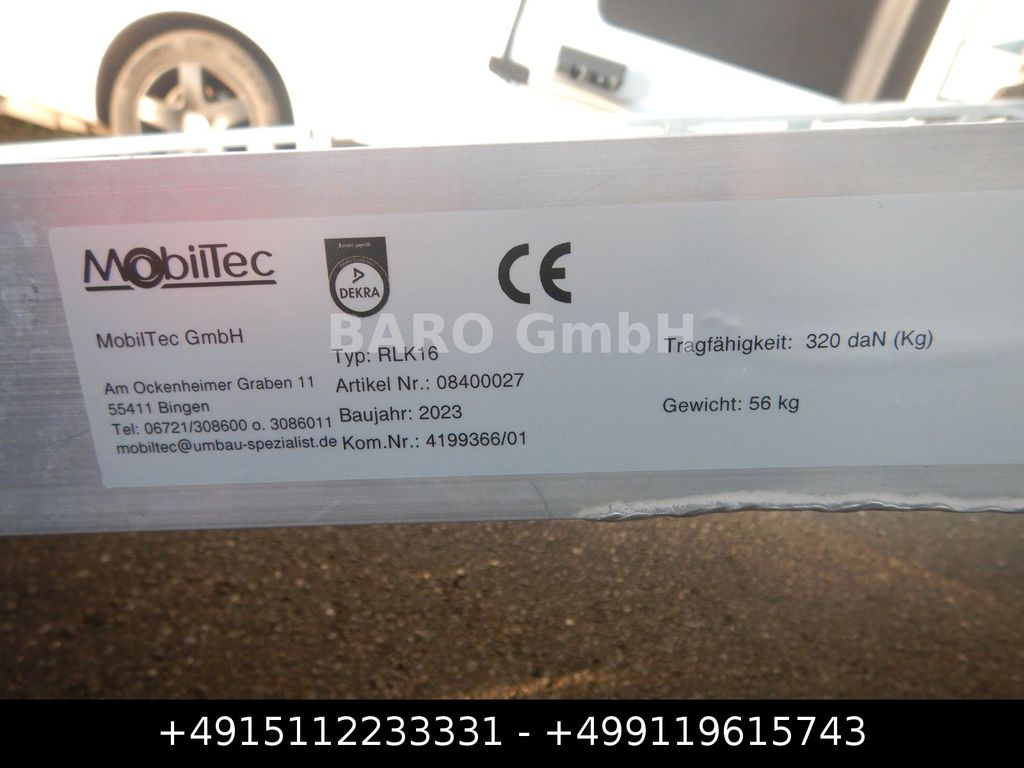 MobilTec
Bauart geprüft
DEKRA
CE
BARO GmbH
MobilTec GmbH
Am Ockenheimer Graben 11
55411 Bingen
Tel: 06721/308600 o. 3086011
mobiltec@umbau-spezialist.de
Typ: RLK16
Artikel Nr.: 08400027
Baujahr: 2023
Kom.Nr.: 4199366/01
Tragfähigkeit: 320 daN (Kg)
Gewicht: 56 kg
+4915112233331 - +499119615743